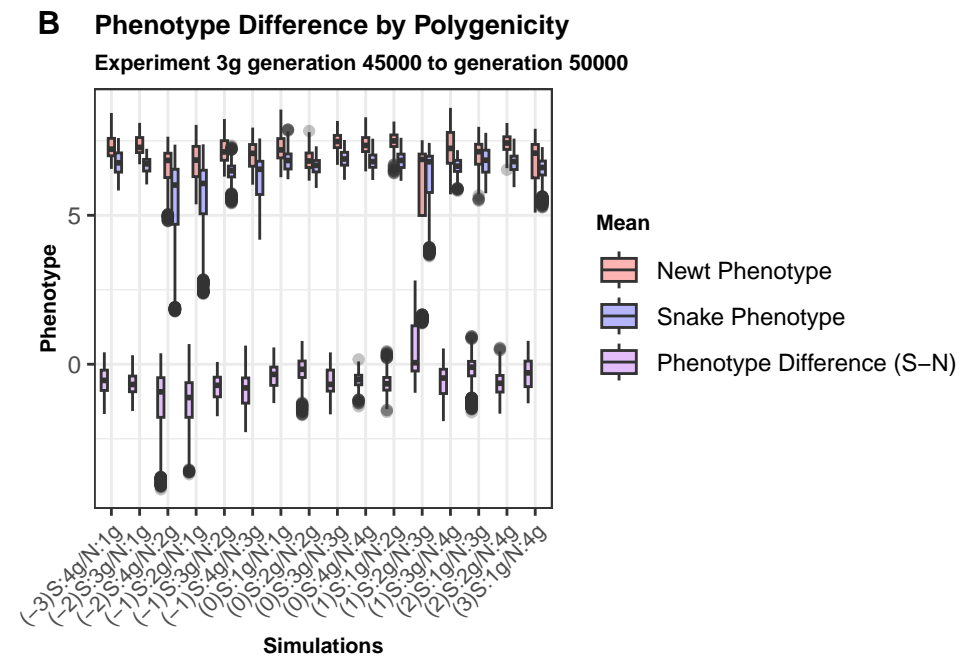 B Phenotype Difference by Polygenicity
Experiment 3g generation 45000 to generation 50000
Phenotype
5
0
(−3)S:4g/N:1g
(−2)S:3g/N:1g
(−2)S:4g/N:2g
(−1)S:2g/N:1g
(−1)S:3g/N:2g
(−1)S:4g/N:3g
(0)S:1g/N:1g
(0)S:2g/N:2g
(0)S:3g/N:3g
(0)S:4g/N:4g
(1)S:1g/N:2g
(1)S:2g/N:3g
(1)S:3g/N:4g
(2)S:1g/N:3g
(2)S:2g/N:4g
(3)S:1g/N:4g
Simulations
Mean
Newt Phenotype
Snake Phenotype
Phenotype Difference (S−N)